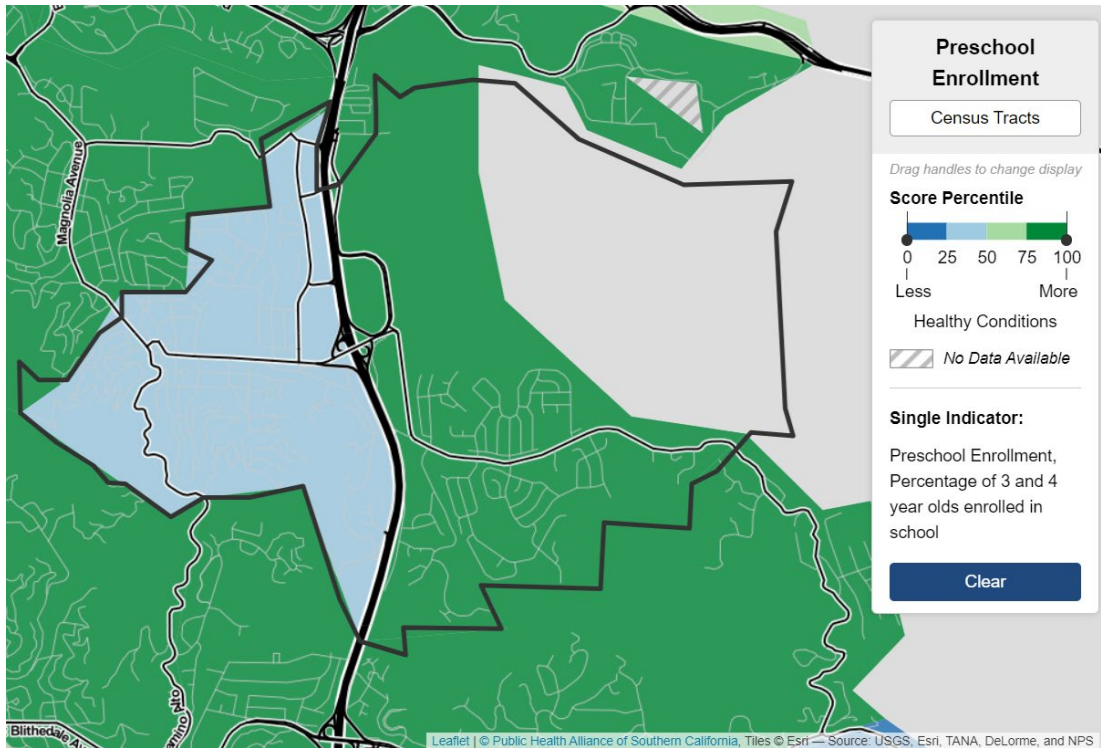 Preschool
Enrollment
Census Tracts
Drag handles to change display
Score Percentile
0 25 50 75 100
Less More
Healthy Conditions
No Data Available
Single Indicator:
Preschool Enrollment,
Percentage of 3 and 4
year olds enrolled in
school
Clear
Magnolia Avenue
Blithedale Av
amino Alto
Leaflet | © Public Health Alliance of Southern California, Tiles © Esri — Source: USGS, Esri, TANA, DeLorme, and NPS